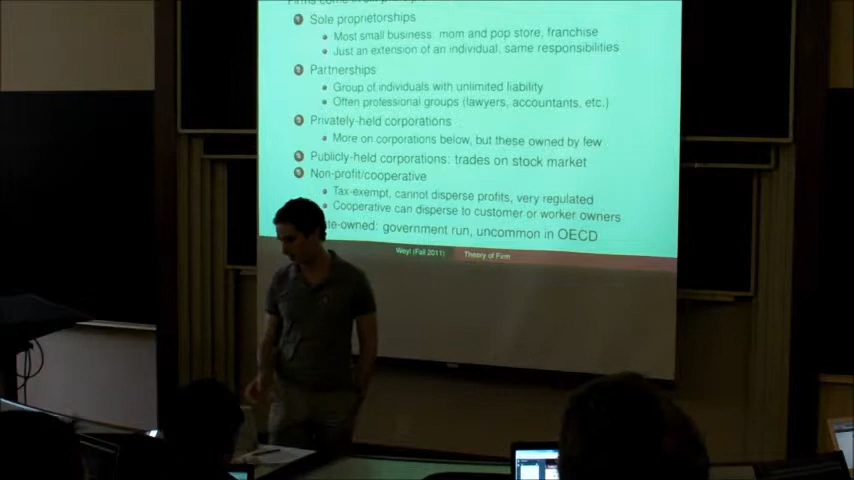 Firms come in
Sole proprietorships
Most small business: mom and pop store, franchise
Just an extension of an individual, same responsibilities
Partnerships
Group of individuals with unlimited liability
Often professional groups (lawyers, accountants, etc.)
Privately-held corporations
More on corporations below, but these owned by few
Publicly-held corporations: trades on stock market
Non-profit/cooperative
Tax-exempt, cannot disperse profits, very regulated
Cooperative can disperse to customer or worker owners
te-owned: government run, uncommon in OECD
Weyl (Fall 2011) Theory of Firm